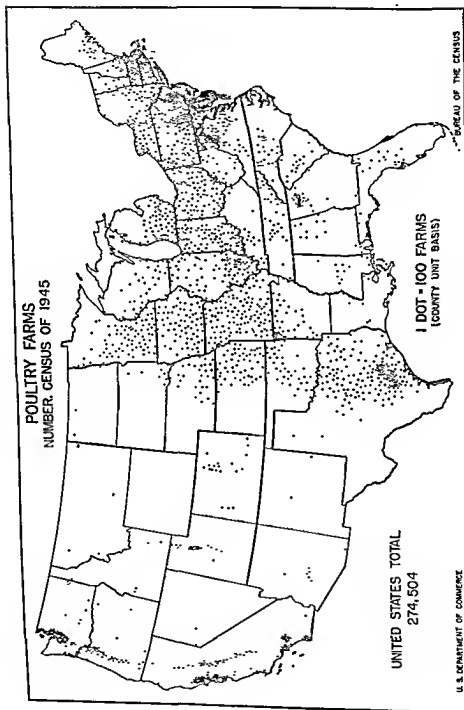 POULTRY FARMS
NUMBER, CENSUS OF 1945
UNITED STATES TOTAL
274,504
1 DOT = 100 FARMS
(COUNTY UNIT BASIS)
U. S. DEPARTMENT OF COMMERCE
BUREAU OF THE CENSUS